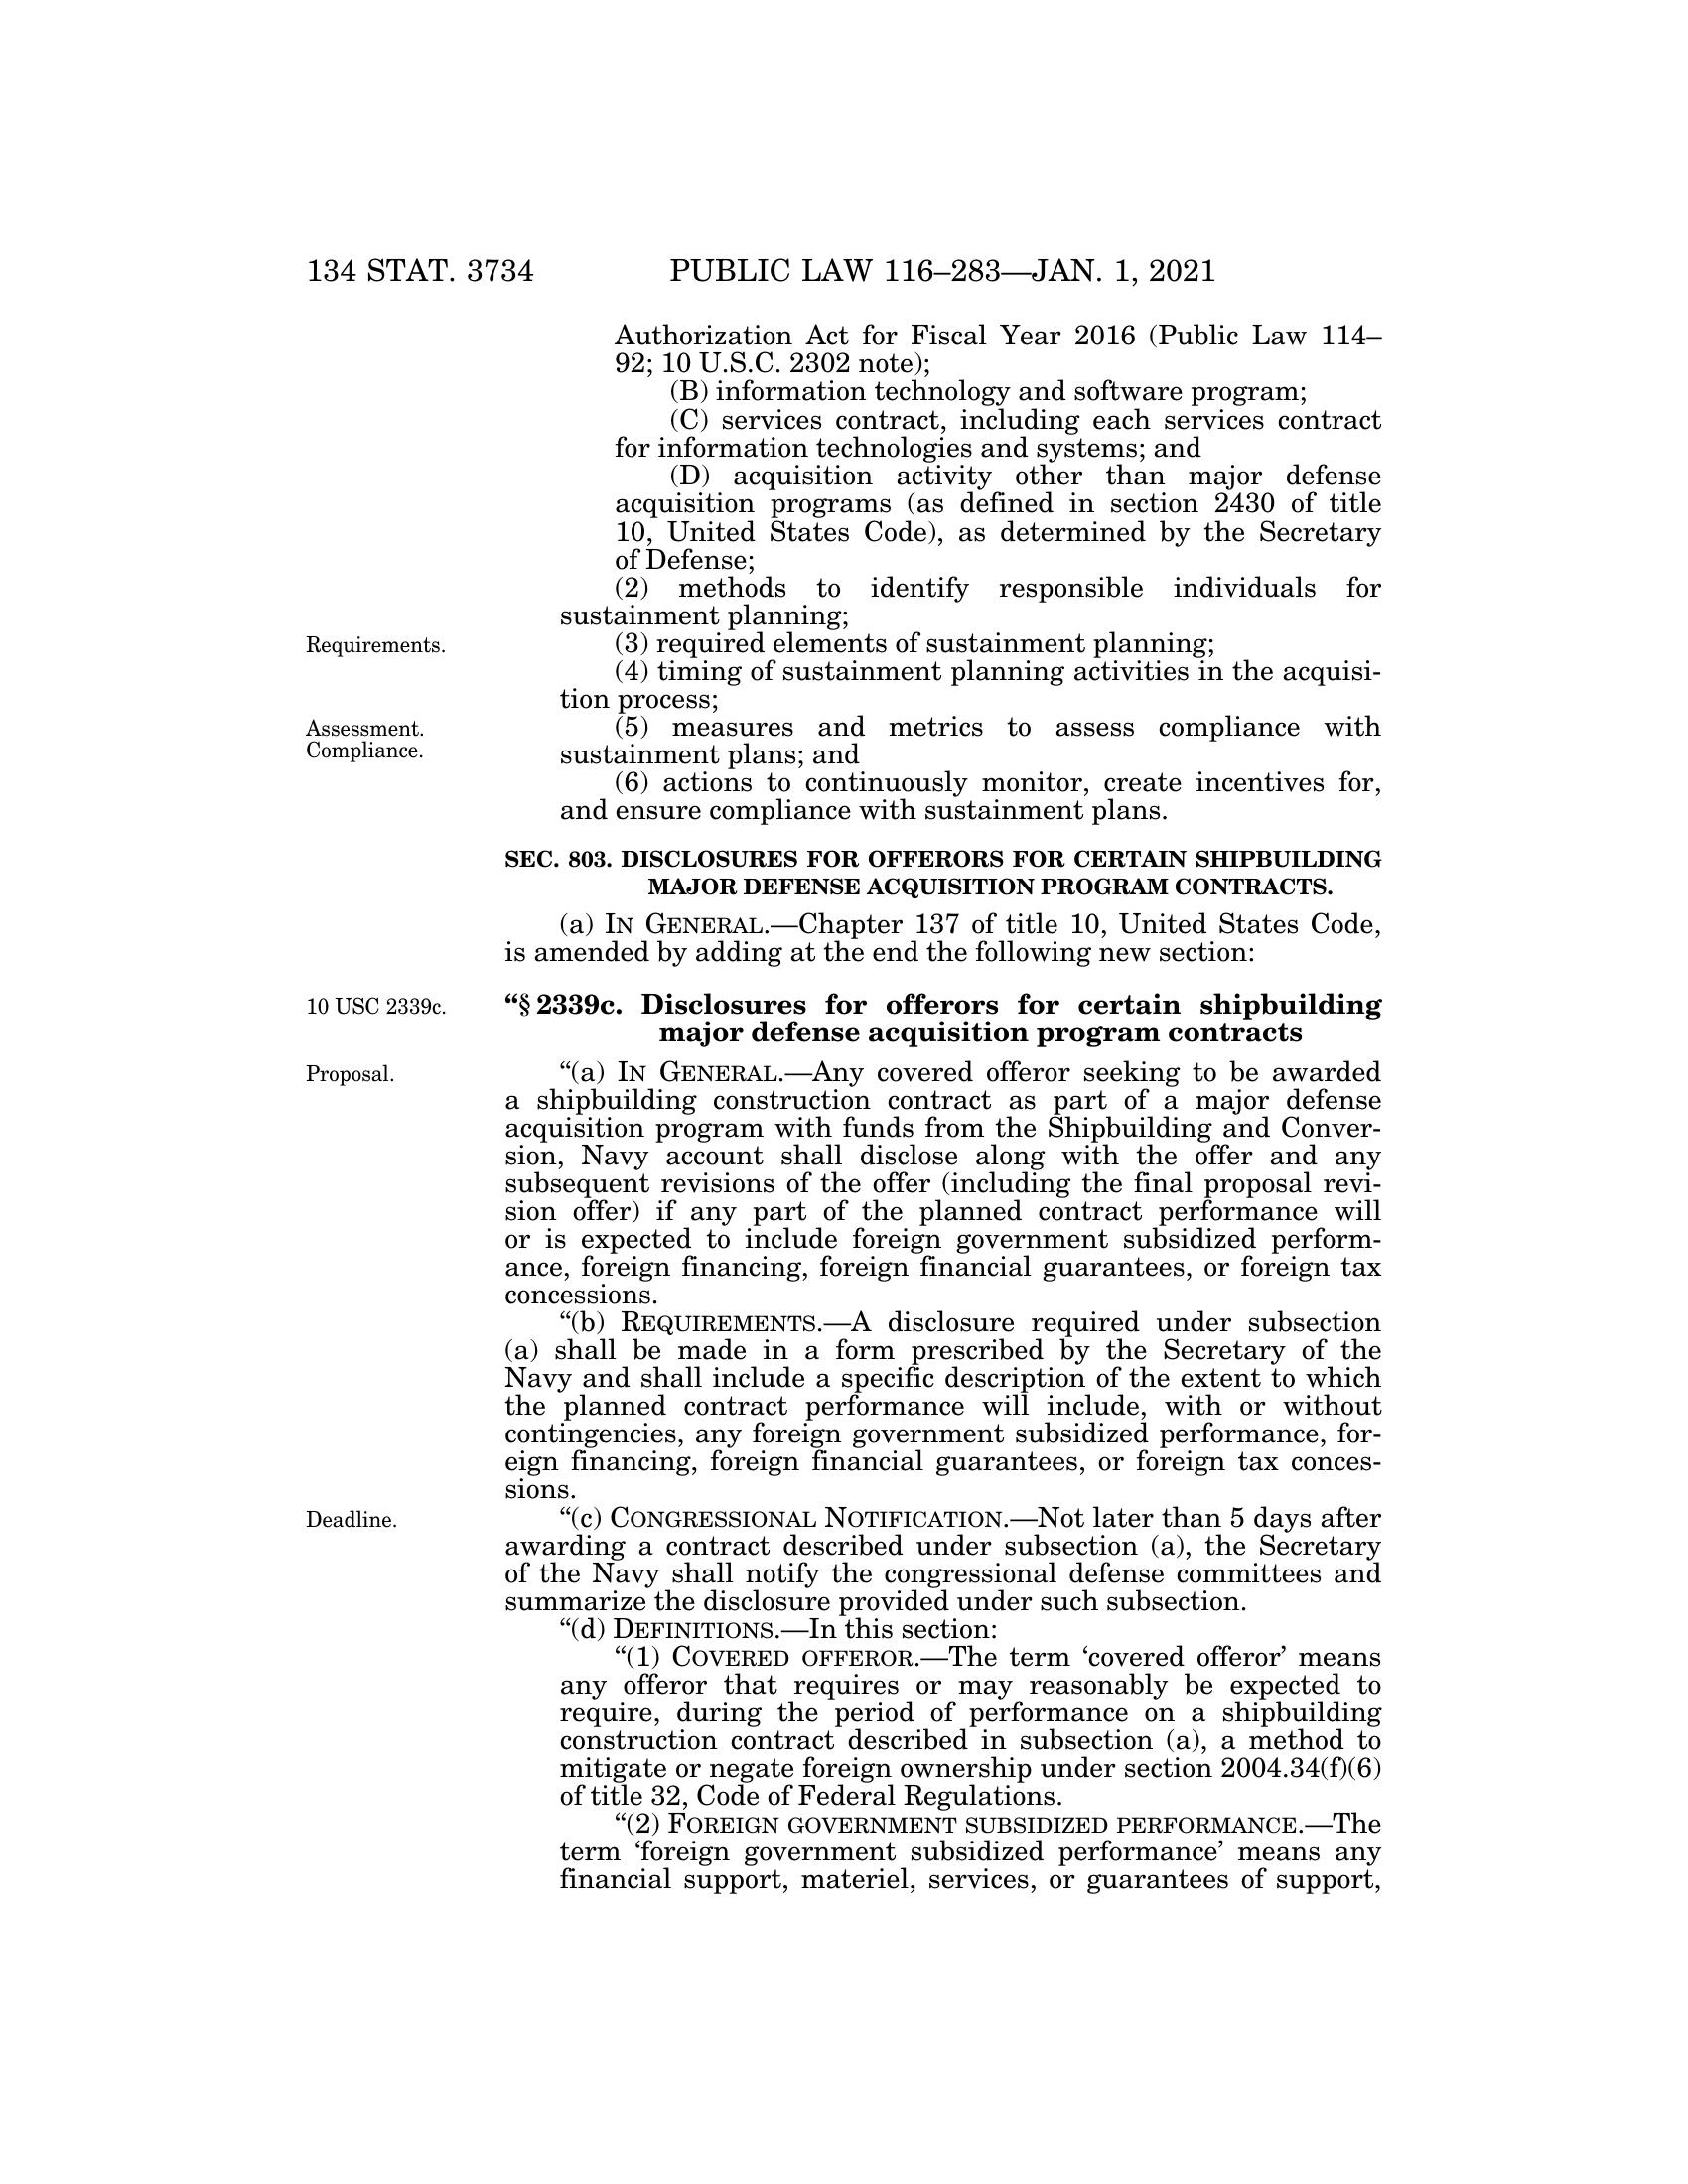 134 STAT. 3734 PUBLIC LAW 116–283—JAN. 1, 2021
Authorization Act for Fiscal Year 2016 (Public Law 114–
92; 10 U.S.C. 2302 note);
(B) information technology and software program;
(C) services contract, including each services contract
for information technologies and systems; and
(D) acquisition activity other than major defense
acquisition programs (as defined in section 2430 of title
10, United States Code), as determined by the Secretary
of Defense;
(2) methods to identify responsible individuals for
sustainment planning;
Requirements.
(3) required elements of sustainment planning;
(4) timing of sustainment planning activities in the acquisi-
tion process;
Assessment.
Compliance.
(5) measures and metrics to assess compliance with
sustainment plans; and
(6) actions to continuously monitor, create incentives for,
and ensure compliance with sustainment plans.
SEC. 803. DISCLOSURES FOR OFFERORS FOR CERTAIN SHIPBUILDING
MAJOR DEFENSE ACQUISITION PROGRAM CONTRACTS.
(a) IN GENERAL.—Chapter 137 of title 10, United States Code,
is amended by adding at the end the following new section:
10 USC 2339c.
“§ 2339c. Disclosures for offerors for certain shipbuilding
major defense acquisition program contracts
Proposal.
“(a) IN GENERAL.—Any covered offeror seeking to be awarded
a shipbuilding construction contract as part of a major defense
acquisition program with funds from the Shipbuilding and Conver-
sion, Navy account shall disclose along with the offer and any
subsequent revisions of the offer (including the final proposal revi-
sion offer) if any part of the planned contract performance will
or is expected to include foreign government subsidized perform-
ance, foreign financing, foreign financial guarantees, or foreign tax
concessions.
“(b) REQUIREMENTS.—A disclosure required under subsection
(a) shall be made in a form prescribed by the Secretary of the
Navy and shall include a specific description of the extent to which
the planned contract performance will include, with or without
contingencies, any foreign government subsidized performance, for-
eign financing, foreign financial guarantees, or foreign tax conces-
sions.
Deadline.
“(c) CONGRESSIONAL NOTIFICATION.—Not later than 5 days after
awarding a contract described under subsection (a), the Secretary
of the Navy shall notify the congressional defense committees and
summarize the disclosure provided under such subsection.
“(d) DEFINITIONS.—In this section:
“(1) COVERED OFFEROR.—The term ‘covered offeror’ means
any offeror that requires or may reasonably be expected to
require, during the period of performance on a shipbuilding
construction contract described in subsection (a), a method to
mitigate or negate foreign ownership under section 2004.34(f)(6)
of title 32, Code of Federal Regulations.
“(2) FOREIGN GOVERNMENT SUBSIDIZED PERFORMANCE.—The
term ‘foreign government subsidized performance’ means any
financial support, materiel, services, or guarantees of support,